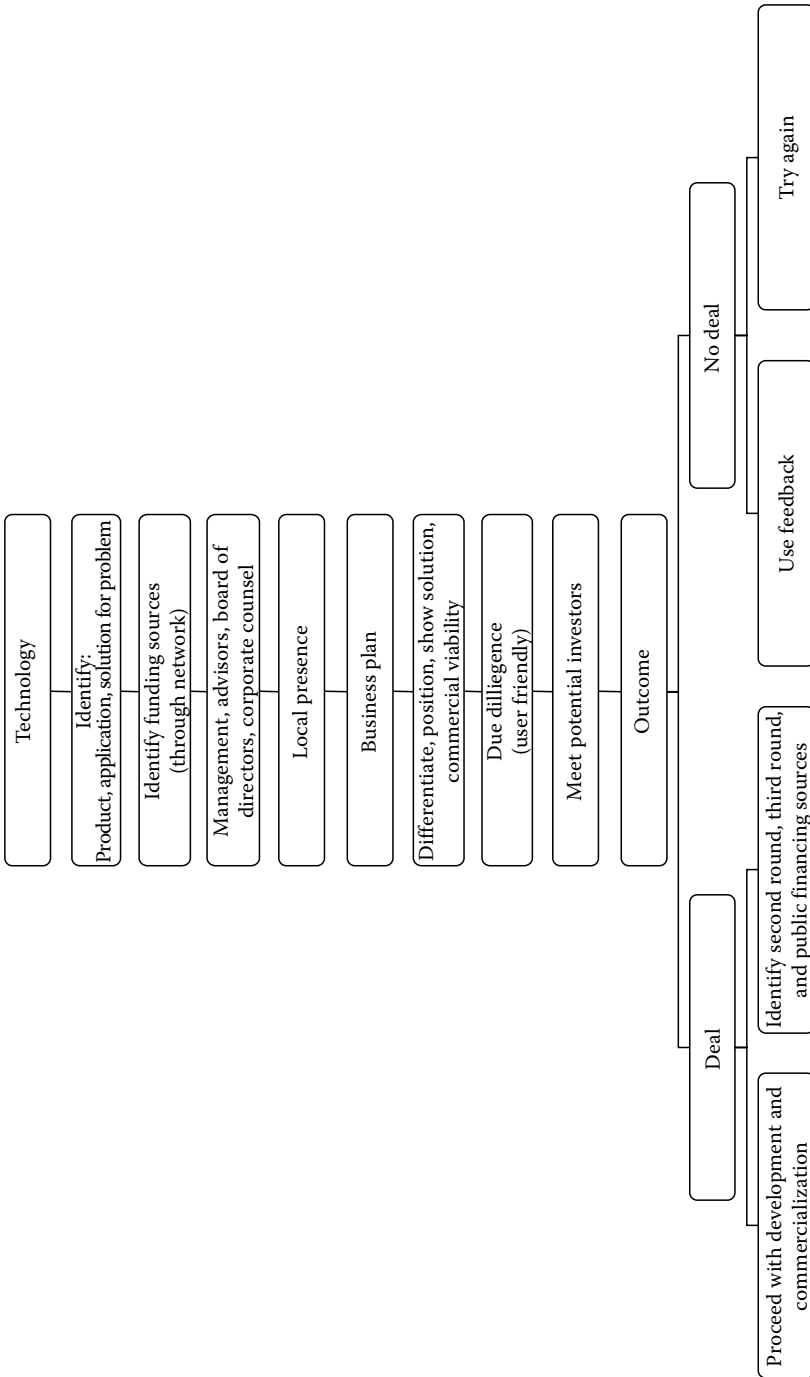 Technology
Identify:
Product, application, solution for problem
Identify funding sources
(through network)
Management, advisors, board of
directors, corporate counsel
Local presence
Business plan
Differentiate, position, show solution,
commercial viability
Due dilliegence
(user friendly)
Meet potential investors
Outcome
Deal
No deal
Proceed with development and
commercialization
Identify second round, third round,
and public financing sources
Use feedback
Try again